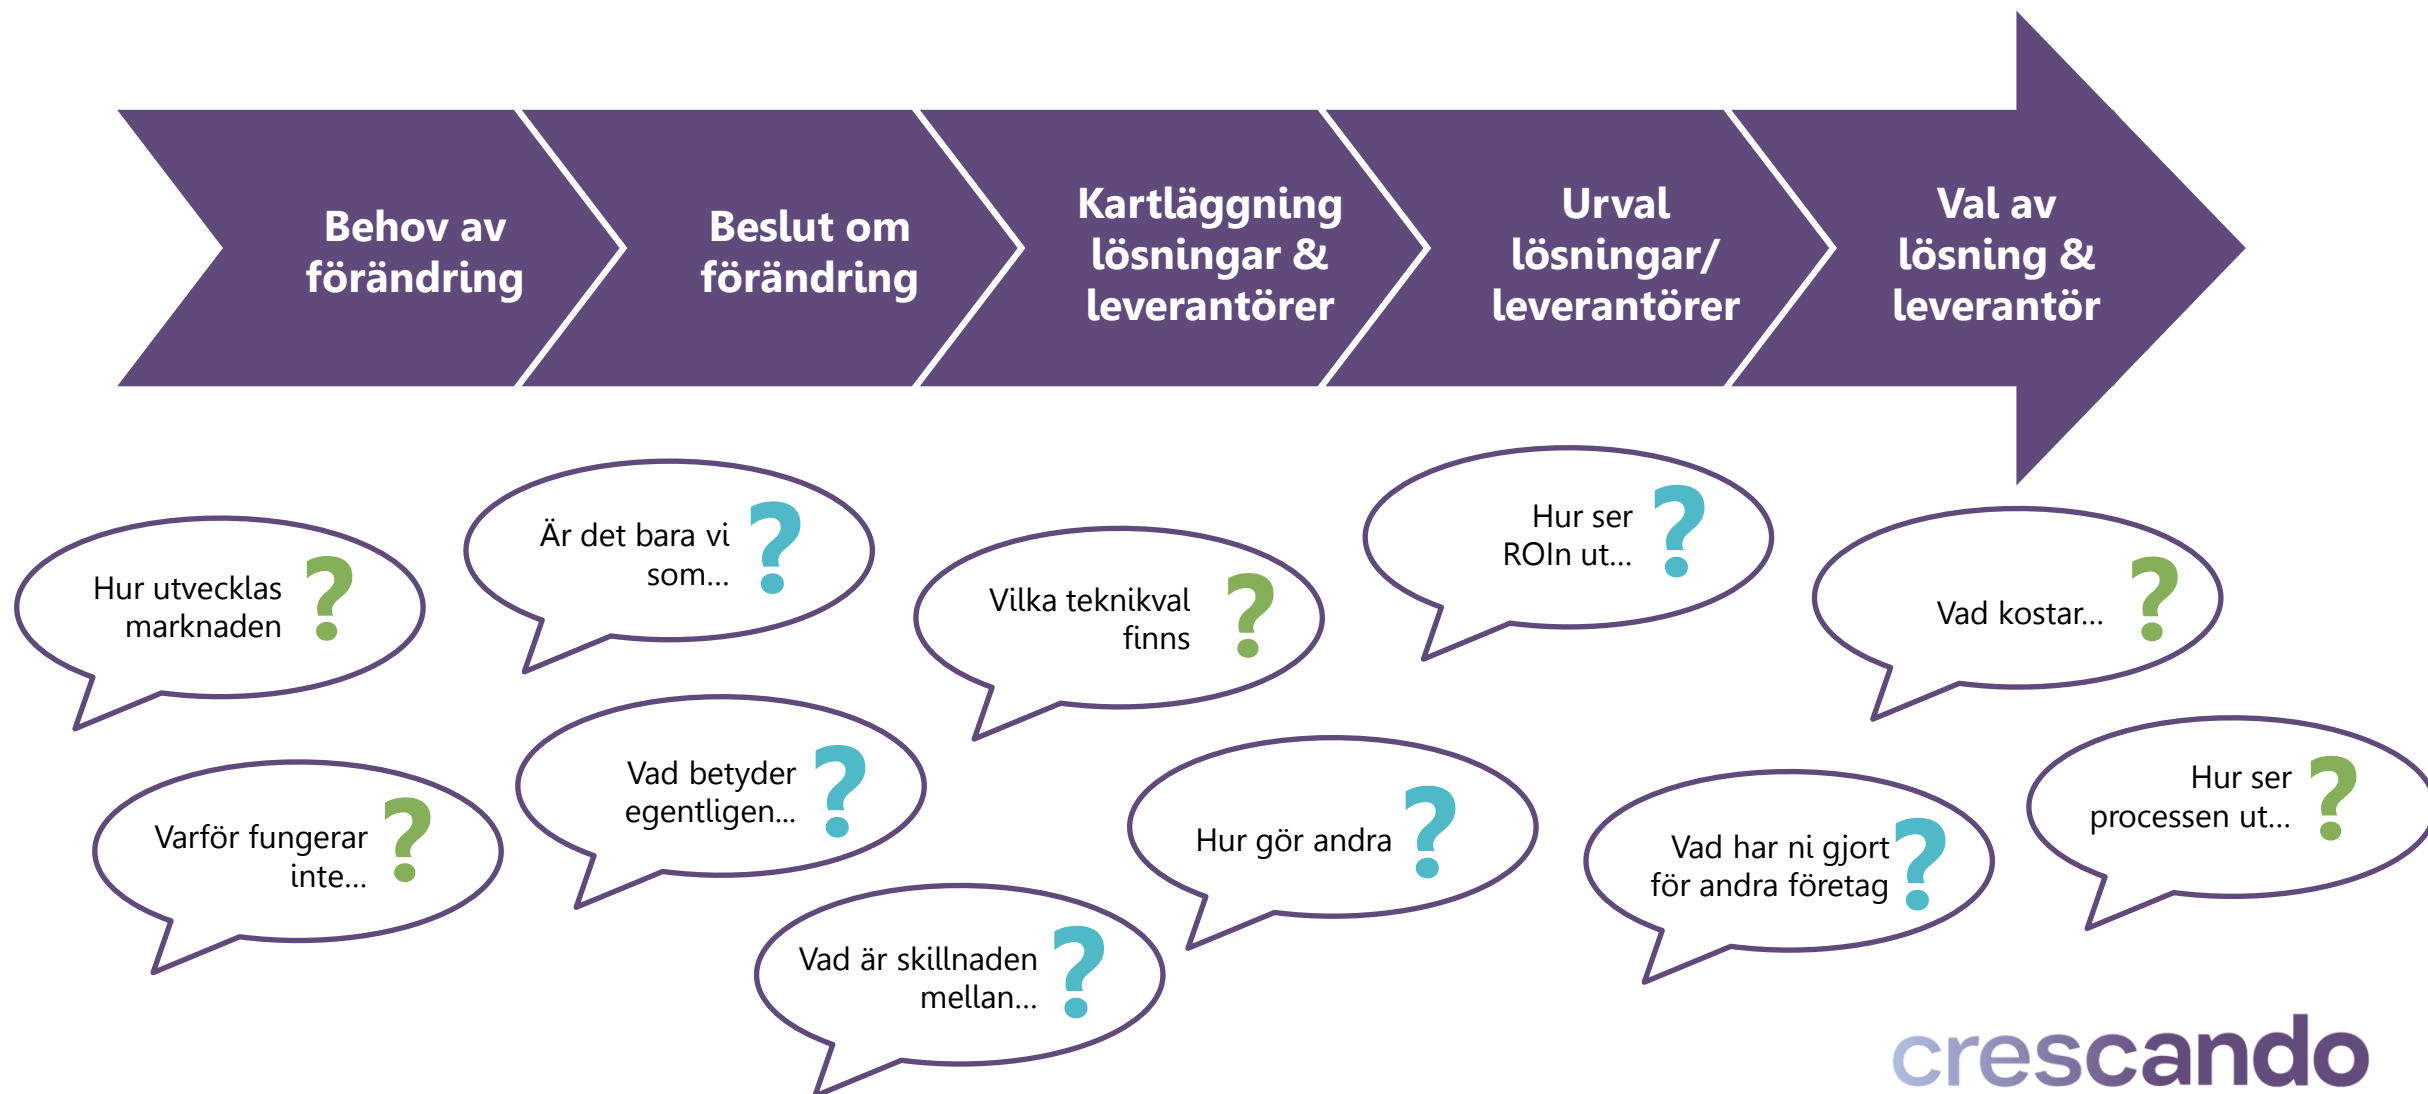 Behov av
förändring
Beslut om
förändring
Kartläggning
lösningar &
leverantörer
Urval
lösningar/
leverantörer
Val av
lösning &
leverantör
Hur utvecklas
marknaden
?
Är det bara vi
som...
?
Vilka teknikval
finns
?
Hur ser
ROIn ut...
?
Vad kostar...
?
Varför fungerar
inte...
?
Vad betyder
egentligen...
?
Vad är skillnaden
mellan...
?
Hur gör andra
?
Vad har ni gjort
för andra företag
?
Hur ser
processen ut...
?
crescando